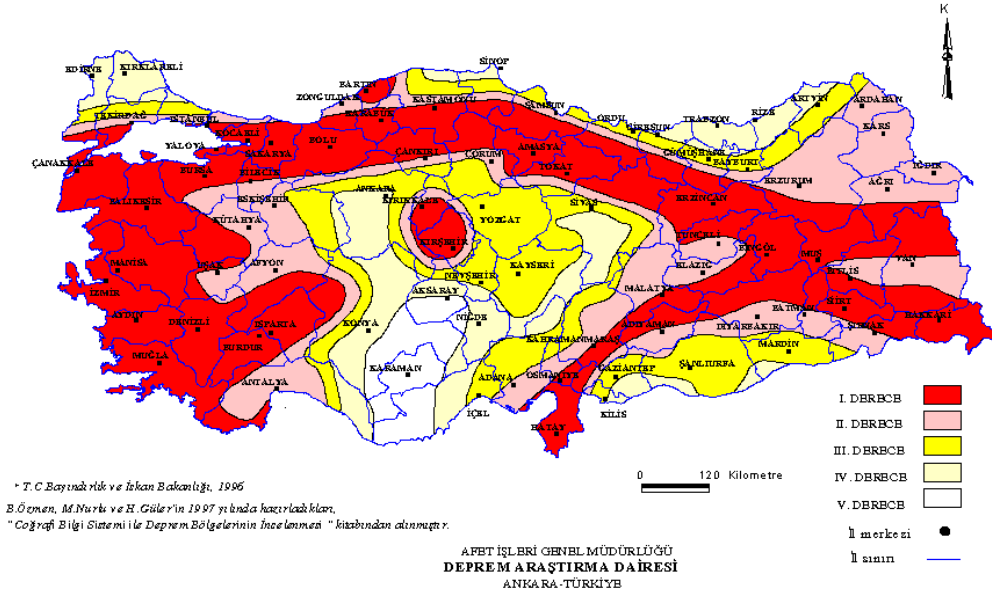 K
SİNOP
EDİRNE
KIRKLARELİ
BARTIN
ZONGULDAK
KASTAMONU
ARTVİN
ARDAHAN
TEKİRDAĞ
İSTANBUL
KARABÜK
SAMSUN
ORDU
GİRESUN
TRABZON
RİZE
KARS
KOCAELİ
YALOVA
SAKARYA
BOLU
ÇANKIRI
ÇORUM
AMASYA
TOKAT
GÜMÜŞHANE
BAYBURT
ÇANAKKALE
BURSA
BİLECİK
ERZURUM
AĞRI
IĞDIR
BALIKESİR
ESKİŞEHİR
ANKARA
KIRIKKALE
YOZGAT
SİVAS
ERZİNCAN
KÜTAHYA
KIRŞEHİR
TUNCELİ
BİNGÖL
MUŞ
MANİSA
UŞAK
AFYON
NEVŞEHİR
KAYSERİ
ELAZIĞ
BİTLİS
VAN
İZMİR
AKSARAY
MALATYA
AYDIN
DENİZLİ
ISPARTA
KONYA
NİĞDE
ADIYAMAN
DİYARBAKIR
BATMAN
SİİRT
ŞIRNAK
HAKKARİ
MUĞLA
BURDUR
KAHRAMANMARAŞ
MARDİN
ANTALYA
KARAMAN
ADANA
OSMANİYE
GAZİANTEP
ŞANLIURFA
İÇEL
KİLİS
HATAY
I. DERECE
II. DERECE
III. DERECE
IV. DERECE
V. DERECE
İl merkezi
İl sınırı
0 120 Kilometre
* T.C.Bayındırlık ve İskan Bakanlığı, 1996
B.Özmen, M.Nurlu ve H.Güler'in 1997 yılında hazırladıkları,
"Coğrafi Bilgi Sistemi ile Deprem Bölgelerinin İncelenmesi " kitabından alınmıştır.
AFET İŞLERİ GENEL MÜDÜRLÜĞÜ
DEPREM ARAŞTIRMA DAİRESİ
ANKARA-TÜRKİYE